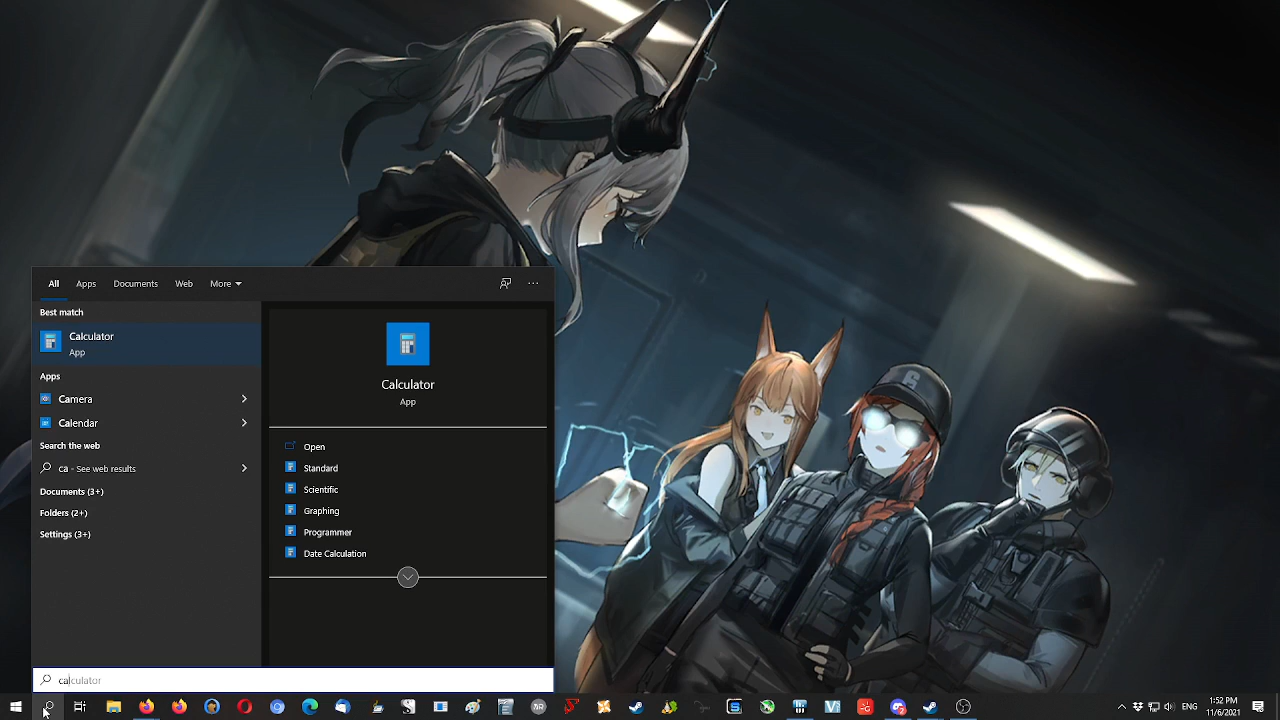 All Apps Documents Web More
Best match
Calculator
App
Apps
Camera
Calendar
Search the web
ca - See web results
Documents (3+)
Folders (2+)
Settings (3+)
Calculator
App
Open
Standard
Scientific
Graphing
Programmer
Date Calculation
calculator
ENG
1:52 PM
11/6/2021